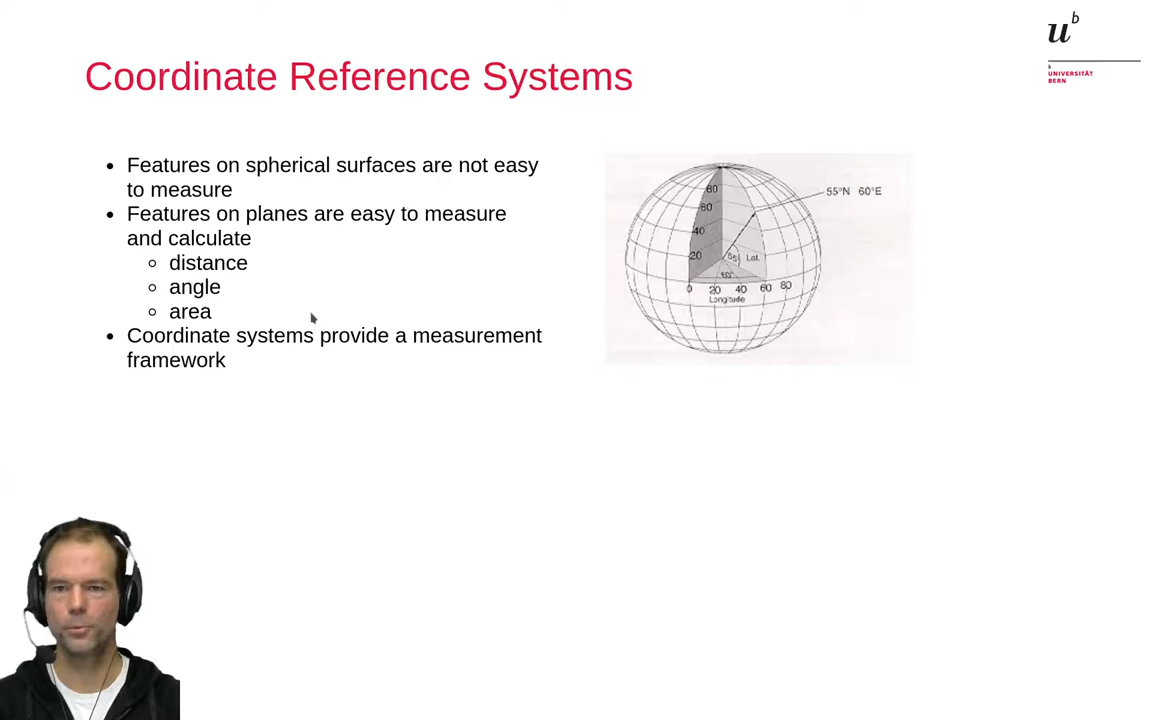 u
b
b
UNIVERSITÄT
BERN
Coordinate Reference Systems
Features on spherical surfaces are not easy
to measure
Features on planes are easy to measure
and calculate
distance
angle
area
Coordinate systems provide a measurement
framework
55°N 60°E
80
60
40
20
55° Lat.
60°
0 20 40 60 80
Longitude